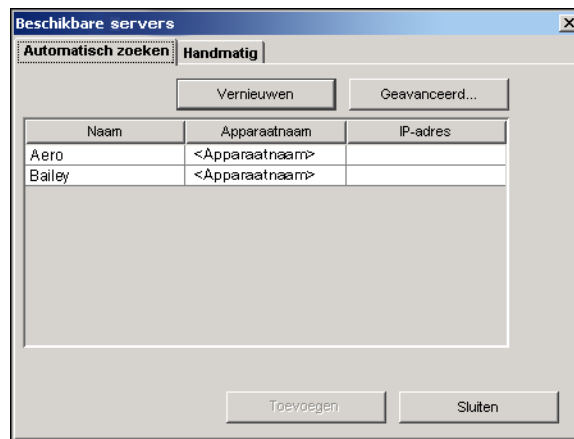 Beschikbare servers
Automatisch zoeken Handmatig
Vernieuwen Geavanceerd...
Naam Apparaatnaam IP-adres
Aero <Apparaatnaam>
Bailey <Apparaatnaam>
Toevoegen Sluiten